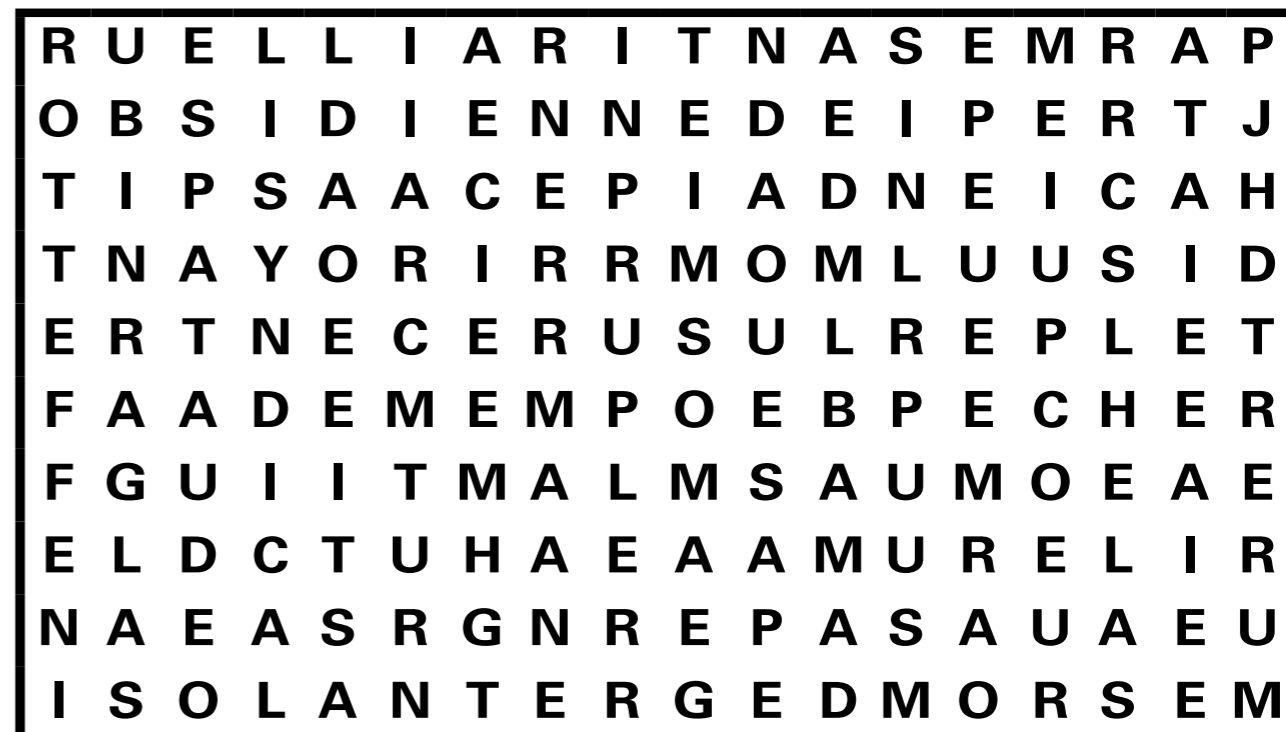 R U E L L I A R I T N A S E M R A P
O B S I D I E N N E D E I P E R T J
T I P S A A C E P I A D N E I C A H
T N A Y O R I R R M O M L U U S I D
E R T N E C E R U S U L R E P L E T
F A A D E M E M P O E B P E C H E R
F G U I I T M A L M S A U M O E A E
E L D C T U H A E A A M U R E L I R
N A E A S R G N R E P A S A U A E U
I S O L A N T E R G E D M O R S E M